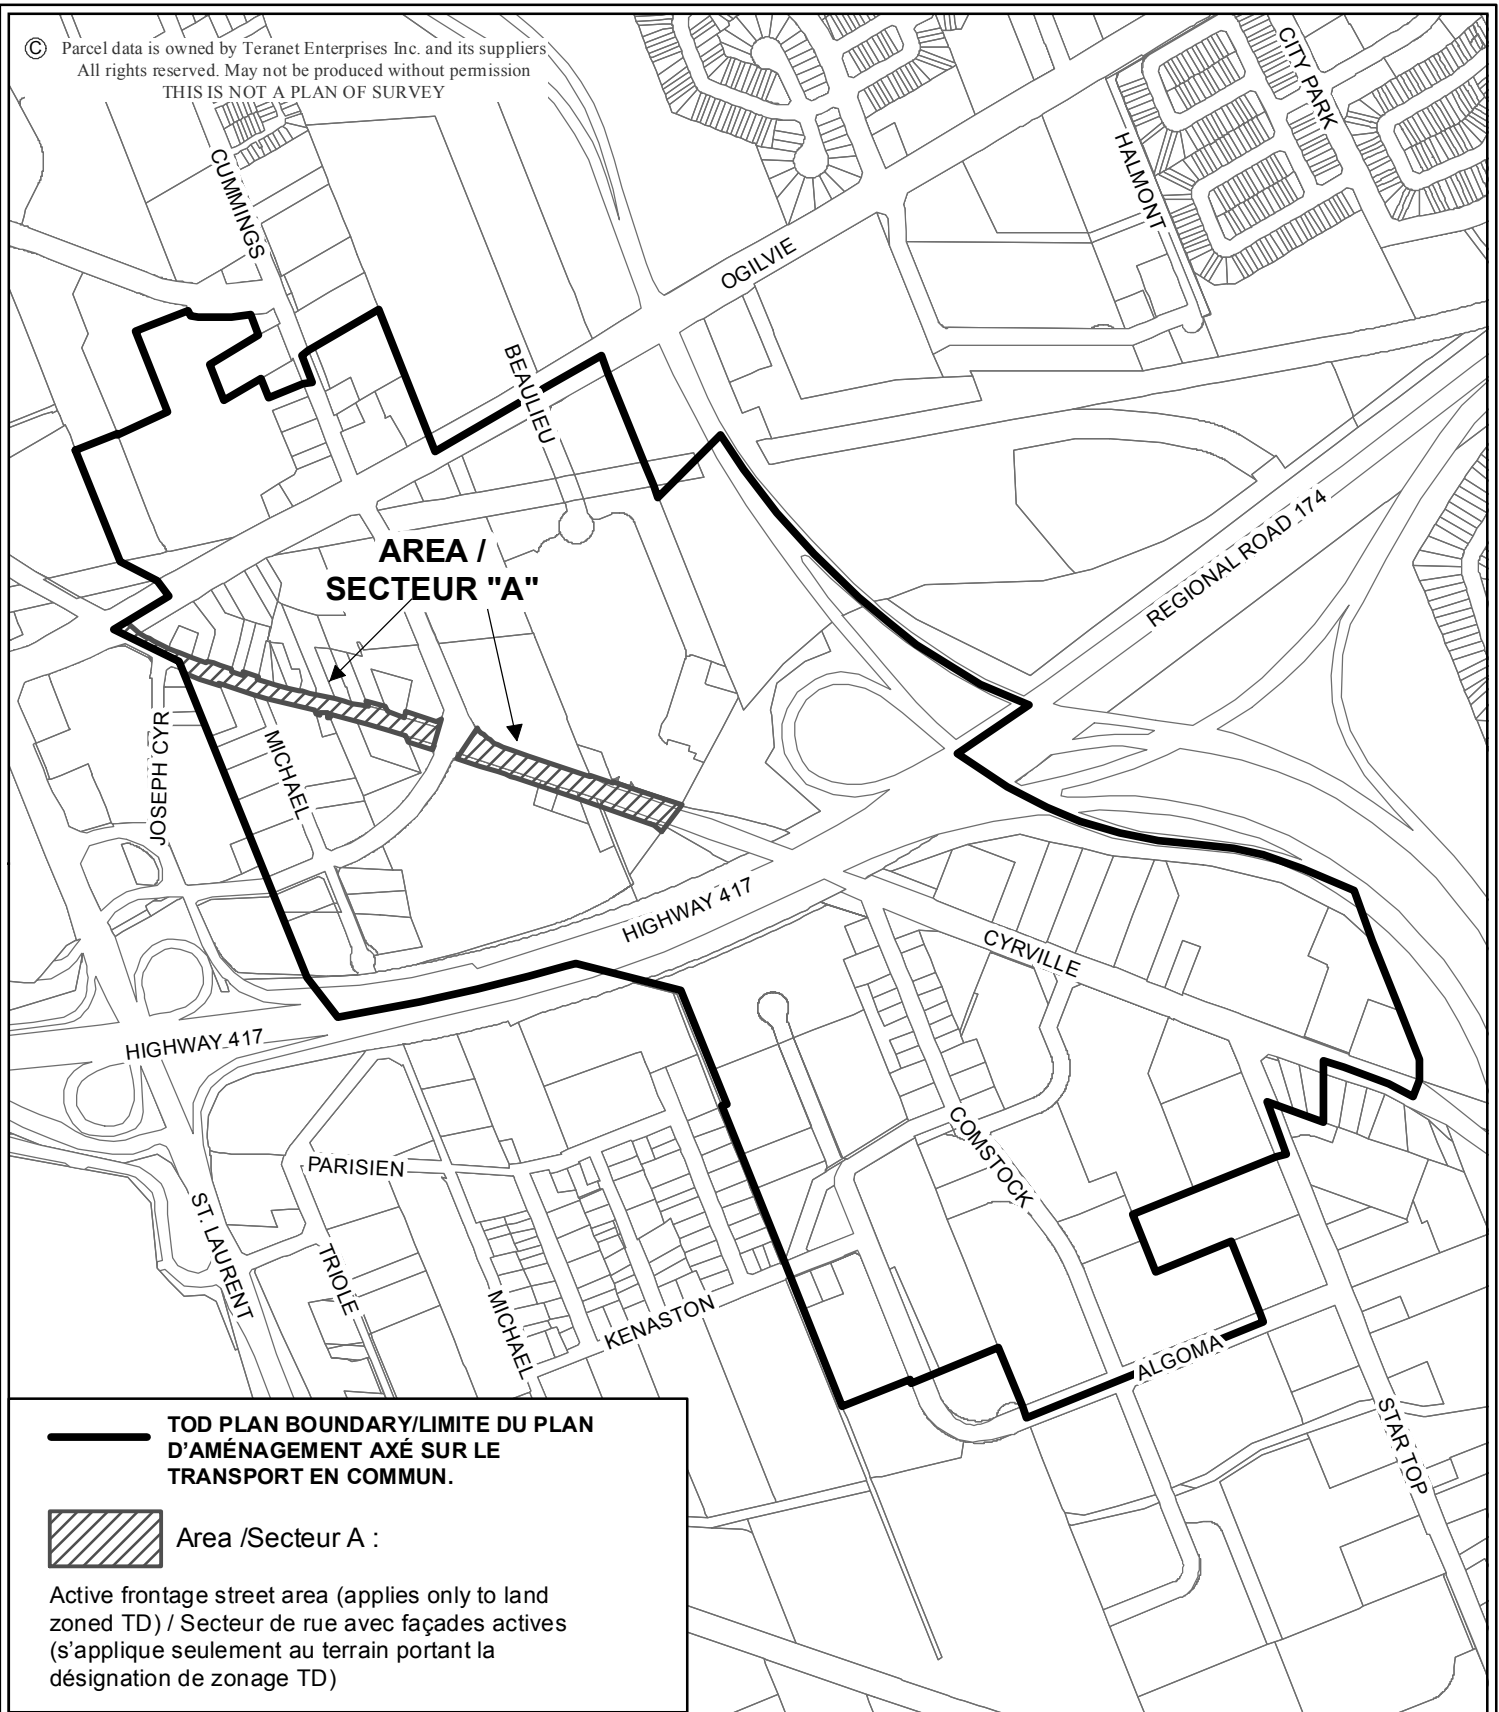 © Parcel data is owned by Teranet Enterprises Inc. and its suppliers
All rights reserved. May not be produced without permission
THIS IS NOT A PLAN OF SURVEY
CITY PARK
HALMONT
CUMMINGS
OGILVIE
BEAULIEU
REGIONAL ROAD 174
AREA /
SECTEUR "A"
JOSEPH CYR
MICHAEL
HIGHWAY 417
CYRVILLE
HIGHWAY 417
COMSTOCK
PARISIEN
ST. LAURENT
TRIOLE
MICHAEL
KENASTON
ALGOMA
STAR TOP
TOD PLAN BOUNDARY/LIMITE DU PLAN
D’AMÉNAGEMENT AXÉ SUR LE
TRANSPORT EN COMMUN.
Area /Secteur A :
Active frontage street area (applies only to land
zoned TD) / Secteur de rue avec façades actives
(s’applique seulement au terrain portant la
désignation de zonage TD)